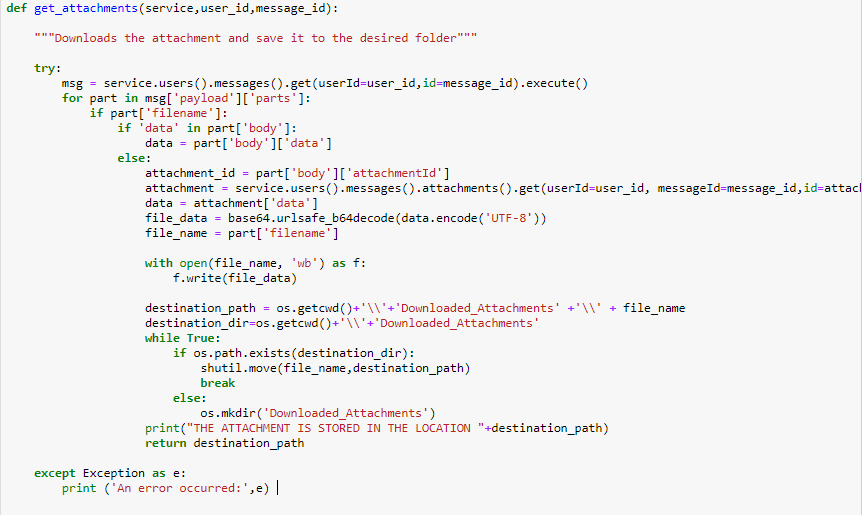 def get_attachments(service,user_id,message_id):
"""Downloads the attachment and save it to the desired folder"""
try:
msg = service.users().messages().get(userId=user_id,id=message_id).execute()
for part in msg['payload']['parts']:
if part['filename']:
if 'data' in part['body']:
data = part['body']['data']
else:
attachment_id = part['body']['attachmentId']
attachment = service.users().messages().attachments().get(userId=user_id, messageId=message_id,id=attacl
data = attachment['data']
file_data = base64.urlsafe_b64decode(data.encode('UTF-8'))
file_name = part['filename']
with open(file_name, 'wb') as f:
f.write(file_data)
destination_path = os.getcwd()+'\\'+'Downloaded_Attachments' +'\\' + file_name
destination_dir=os.getcwd()+'\\'+'Downloaded_Attachments'
while True:
if os.path.exists(destination_dir):
shutil.move(file_name,destination_path)
break
else:
os.mkdir('Downloaded_Attachments')
print("THE ATTACHMENT IS STORED IN THE LOCATION "+destination_path)
return destination_path
except Exception as e:
print ('An error occurred:',e)